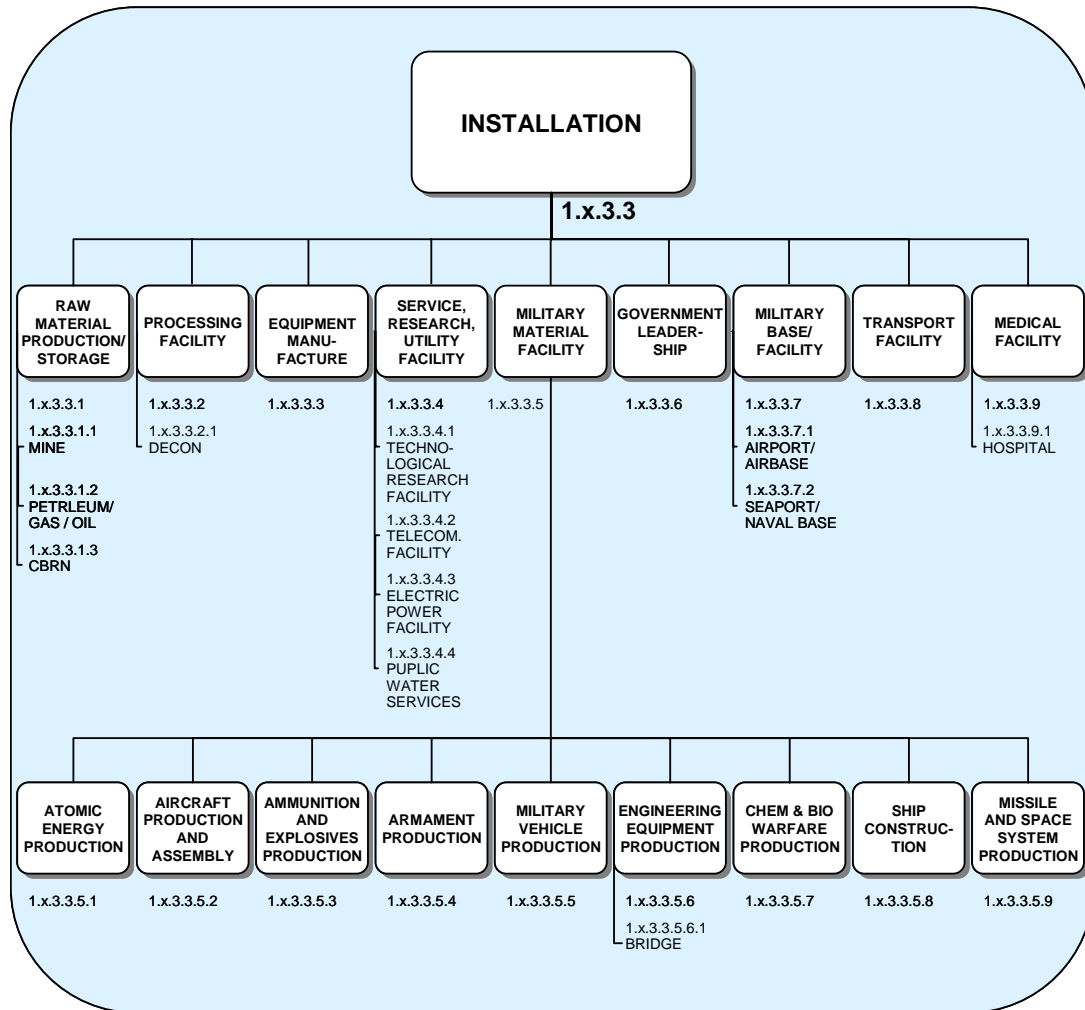 INSTALLATION
1.x.3.3
RAW
MATERIAL
PRODUCTION/
STORAGE
1.x.3.3.1
1.x.3.3.1.1
MINE
1.x.3.3.1.2
PETRLEUM/
GAS / OIL
1.x.3.3.1.3
CBRN
PROCESSING
FACILITY
1.x.3.3.2
1.x.3.3.2.1
DECON
EQUIPMENT
MANU-
FACTURE
1.x.3.3.3
SERVICE,
RESEARCH,
UTILITY
FACILITY
1.x.3.3.4
1.x.3.3.4.1
TECHNO-
LOGICAL
RESEARCH
FACILITY
1.x.3.3.4.2
TELECOM.
FACILITY
1.x.3.3.4.3
ELECTRIC
POWER
FACILITY
1.x.3.3.4.4
PUPLIC
WATER
SERVICES
MILITARY
MATERIAL
FACILITY
1.x.3.3.5
GOVERNMENT
LEADER-
SHIP
1.x.3.3.6
MILITARY
BASE/
FACILITY
1.x.3.3.7
1.x.3.3.7.1
AIRPORT/
AIRBASE
1.x.3.3.7.2
SEAPORT/
NAVAL BASE
TRANSPORT
FACILITY
1.x.3.3.8
MEDICAL
FACILITY
1.x.3.3.9
1.x.3.3.9.1
HOSPITAL
ATOMIC
ENERGY
PRODUCTION
1.x.3.3.5.1
AIRCRAFT
PRODUCTION
AND
ASSEMBLY
1.x.3.3.5.2
AMMUNITION
AND
EXPLOSIVES
PRODUCTION
1.x.3.3.5.3
ARMAMENT
PRODUCTION
1.x.3.3.5.4
MILITARY
VEHICLE
PRODUCTION
1.x.3.3.5.5
ENGINEERING
EQUIPMENT
PRODUCTION
1.x.3.3.5.6
1.x.3.3.5.6.1
BRIDGE
CHEM & BIO
WARFARE
PRODUCTION
1.x.3.3.5.7
SHIP
CONSTRUC-
TION
1.x.3.3.5.8
MISSILE
AND SPACE
SYSTEM
PRODUCTION
1.x.3.3.5.9